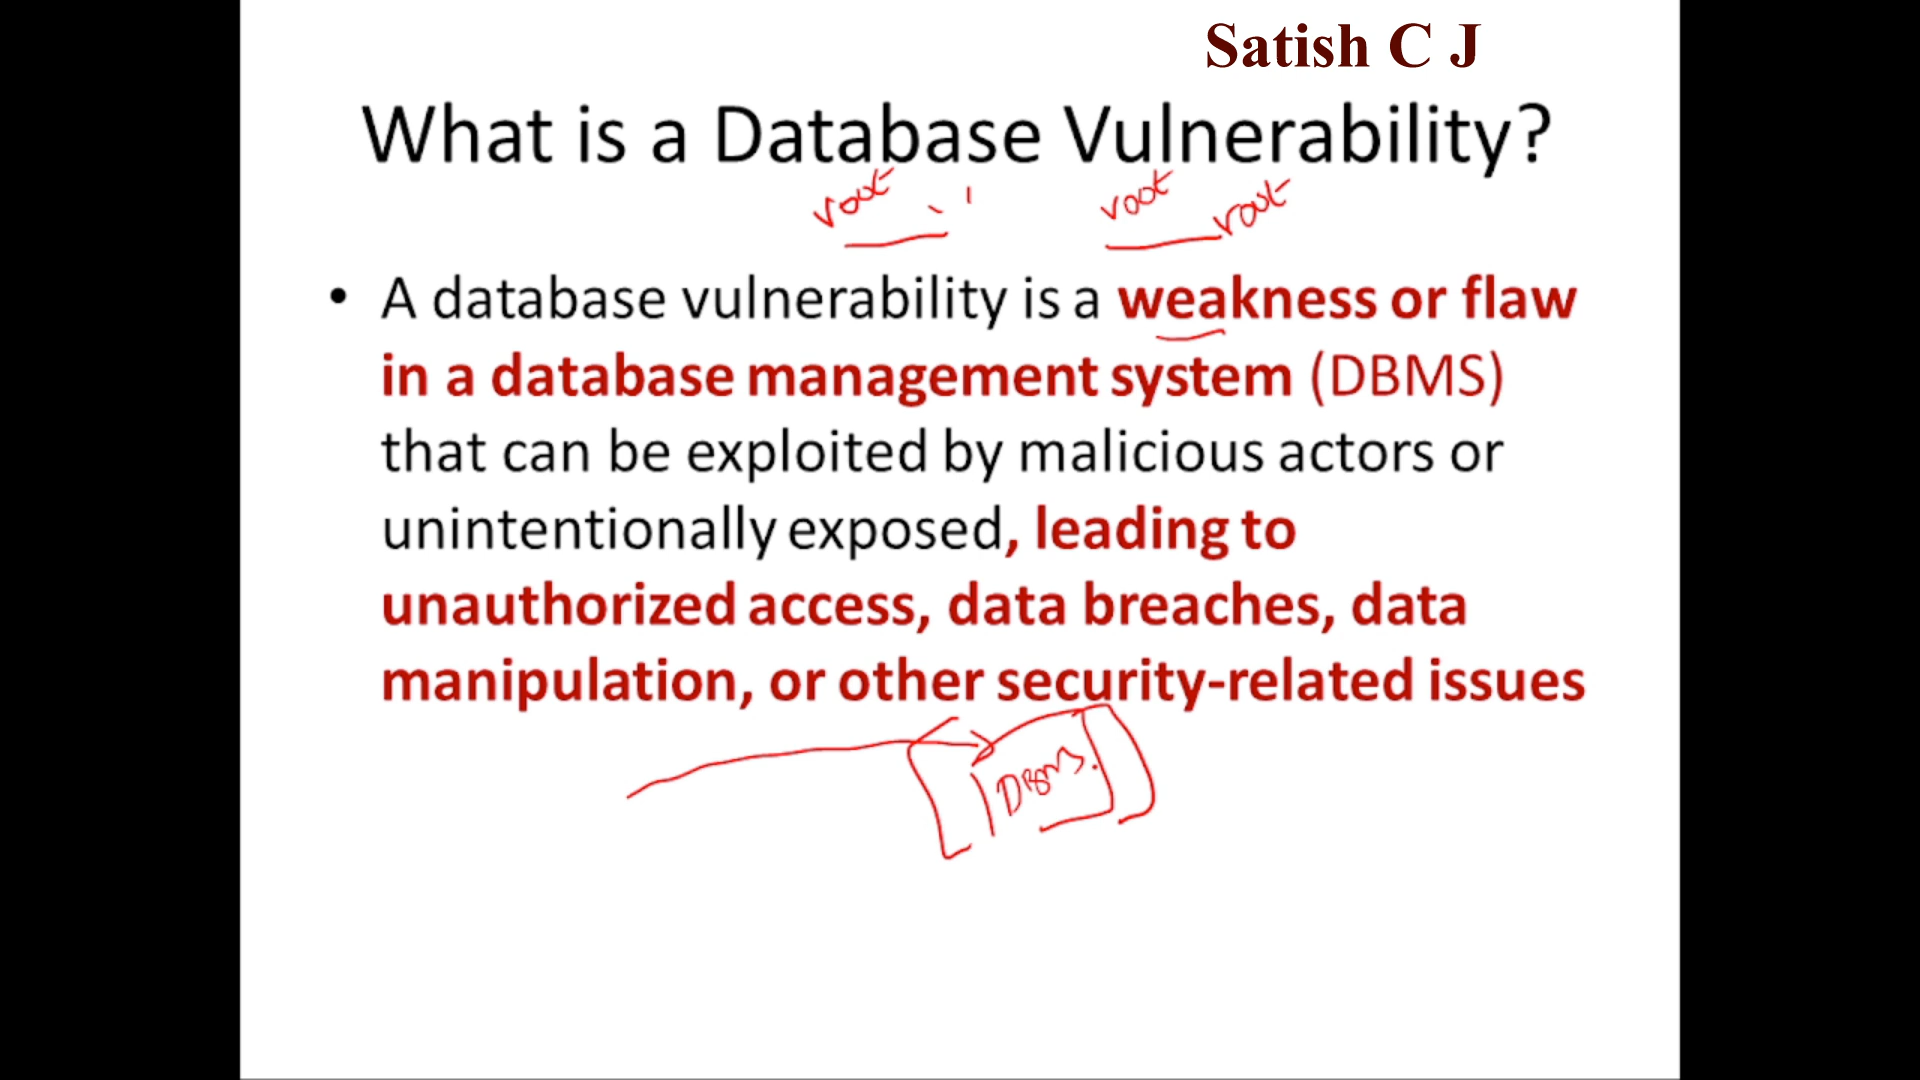 Satish C J
What is a Database Vulnerability?
root root root
• A database vulnerability is a weakness or flaw
in a database management system (DBMS)
that can be exploited by malicious actors or
unintentionally exposed, leading to
unauthorized access, data breaches, data
manipulation, or other security-related issues
DBMS.